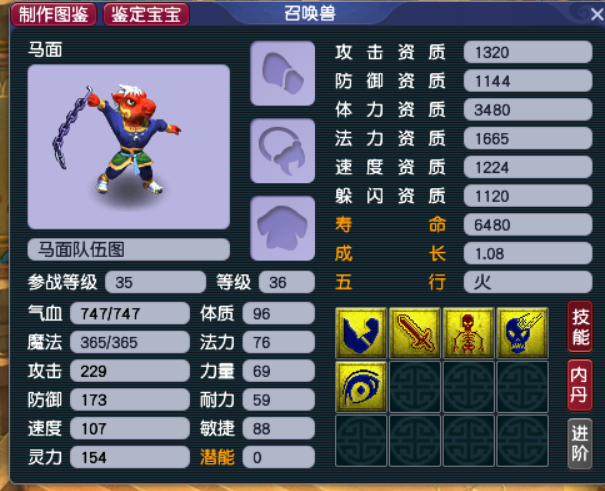 制作图鉴 鉴定宝宝 召唤兽
马面
攻击资质 1320
防御资质 1144
体力资质 3480
法力资质 1665
速度资质 1224
躲闪资质 1120
寿命 6480
成长 1.08
五行 火
马面队伍图
参战等级 35 等级 36
气血 747/747 体质 96
魔法 365/365 法力 76
攻击 229 力量 69
防御 173 耐力 59
速度 107 敏捷 88
灵力 154 潜能 0
技能
内丹
进阶